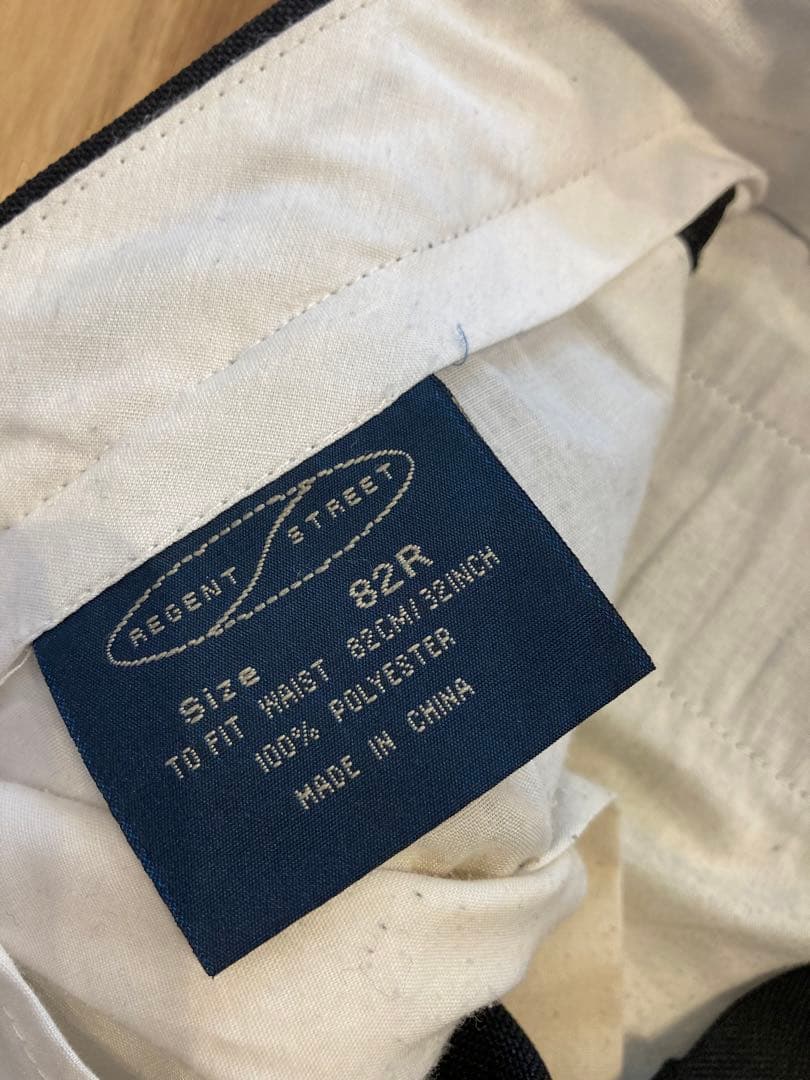 REGENT STREET
Size 82R
TO FIT WAIST 82CM/32INCH
100% POLYESTER
MADE IN CHINA